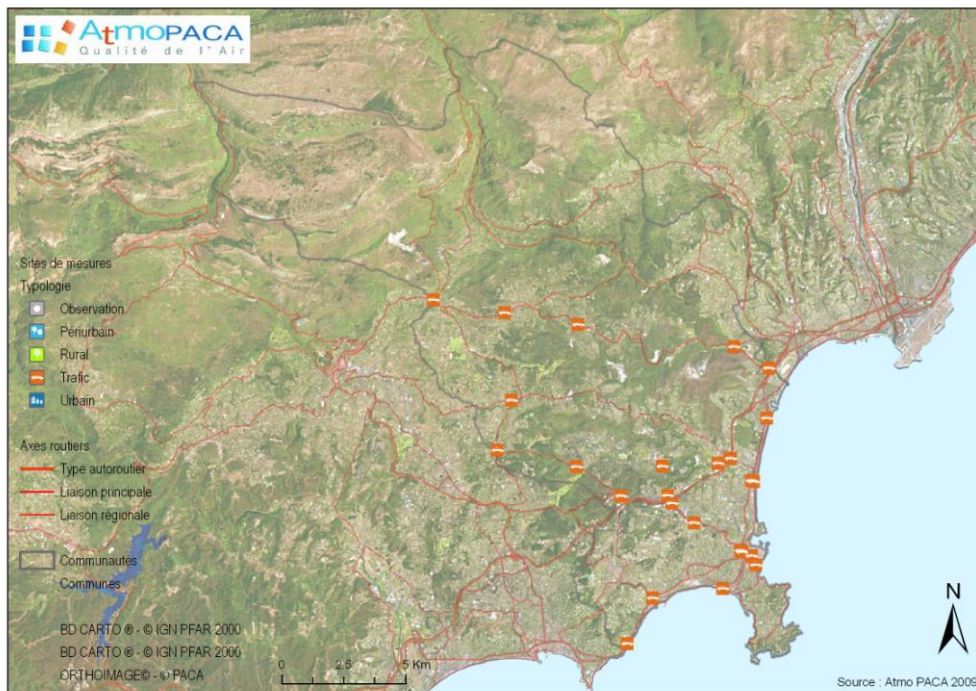 AtmoPACA
Qualité de l'Air
Sites de mesures
Typologie
Observation
Périurbain
Rural
Trafic
Urbain
Axes routiers
Type autoroutier
Liaison principale
Liaison régionale
Communautés
Communes
BD CARTO ® - © IGN PFAR 2000
BD CARTO ® - © IGN PFAR 2000
ORTHOIMAGE© - © PACA
0 2.5 5 Km
N
Source : Atmo PACA 2009